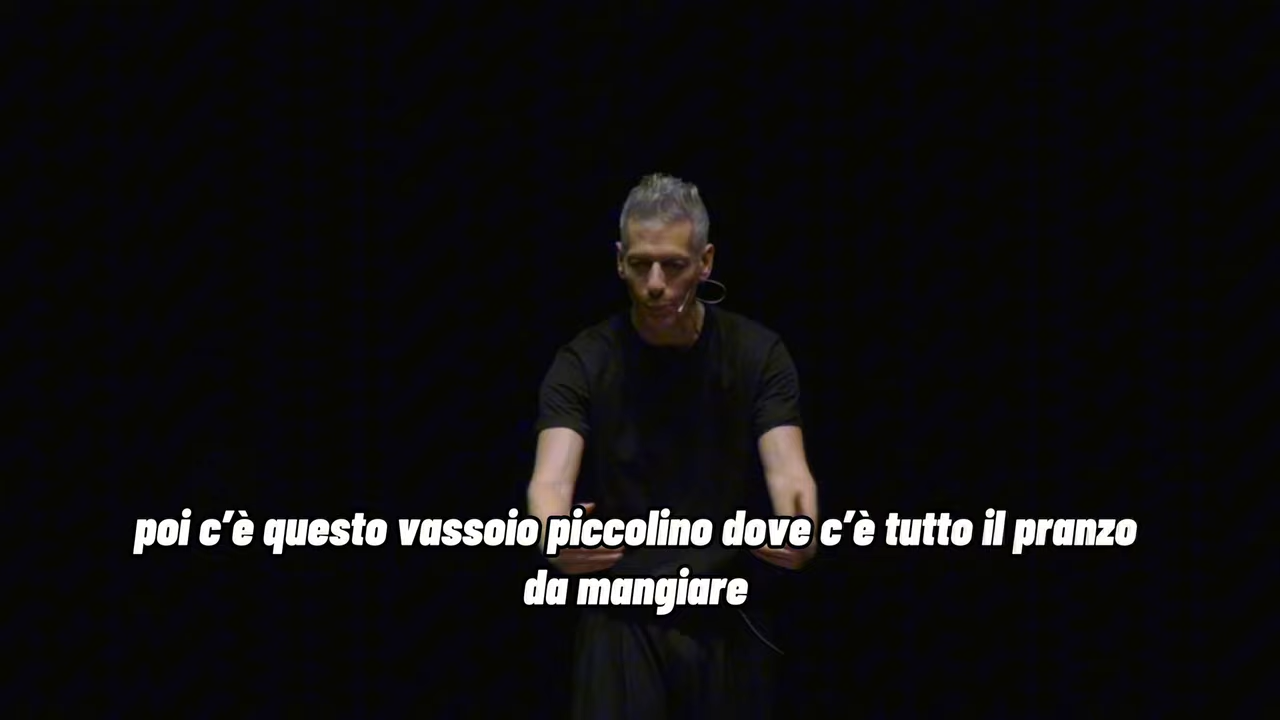 poi c’è questo vassoio piccolino dove c’è tutto il pranzo
da mangiare